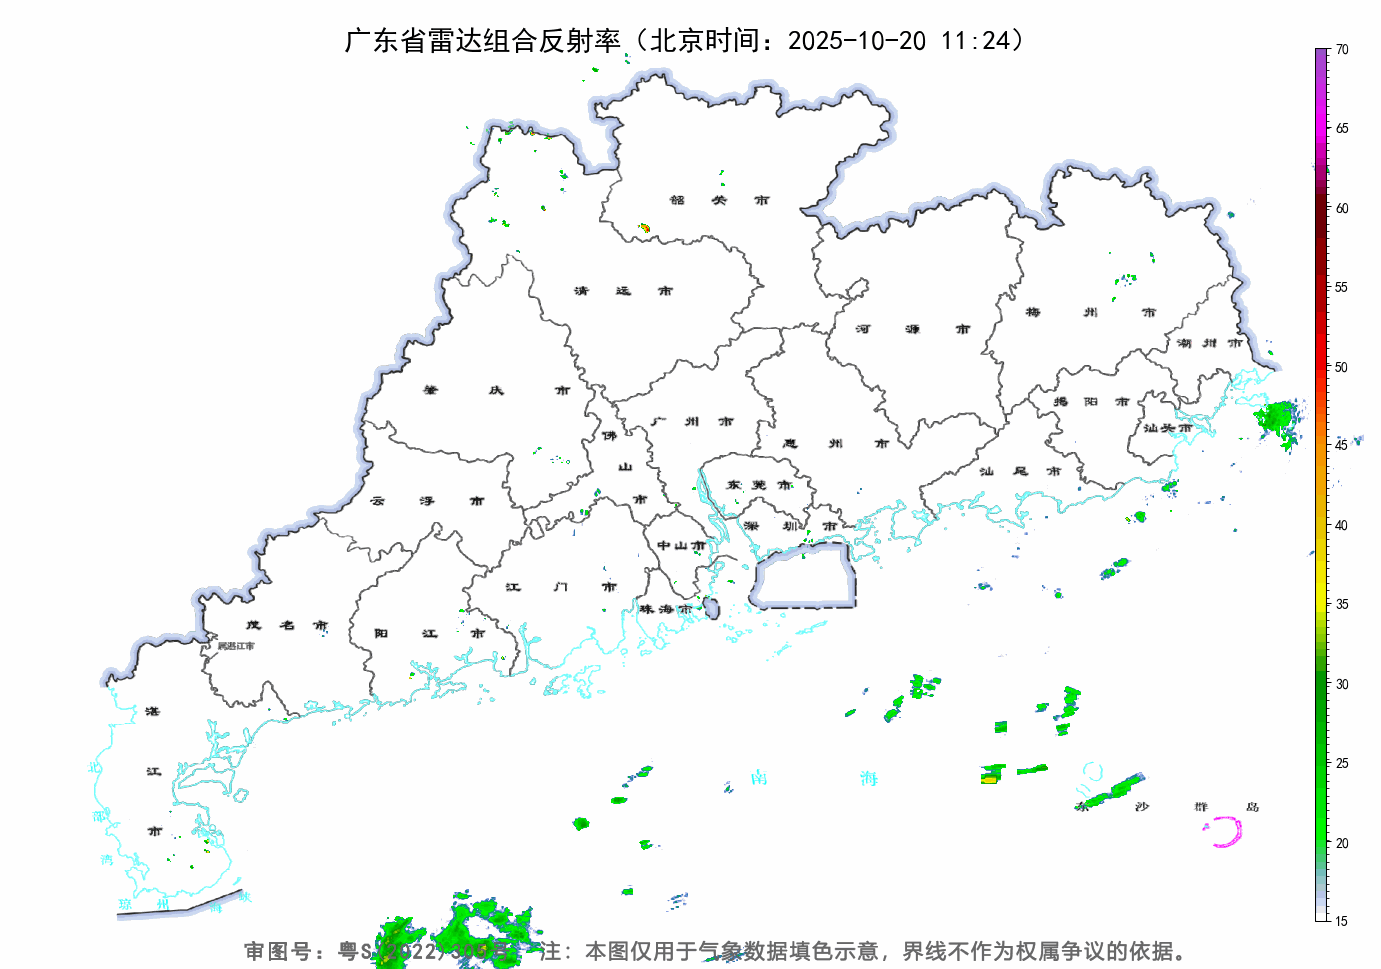 广东省雷达组合反射率（北京时间：2025-10-20 11:24）
70
65
60
55
50
45
40
35
30
25
20
15
韶关市
清远市
河源市
梅州市
潮州市
肇庆市
广州市
佛山市
惠州市
揭阳市
汕头市
汕尾市
云浮市
东莞市
深圳市
中山市
江门市
珠海市
茂名市
属湛江市
阳江市
湛江市
北部湾
琼州海峡
南海
东沙群岛
审图号：粤S(2022)30 号 注：本图仅用于气象数据填色示意，界线不作为权属争议的依据。